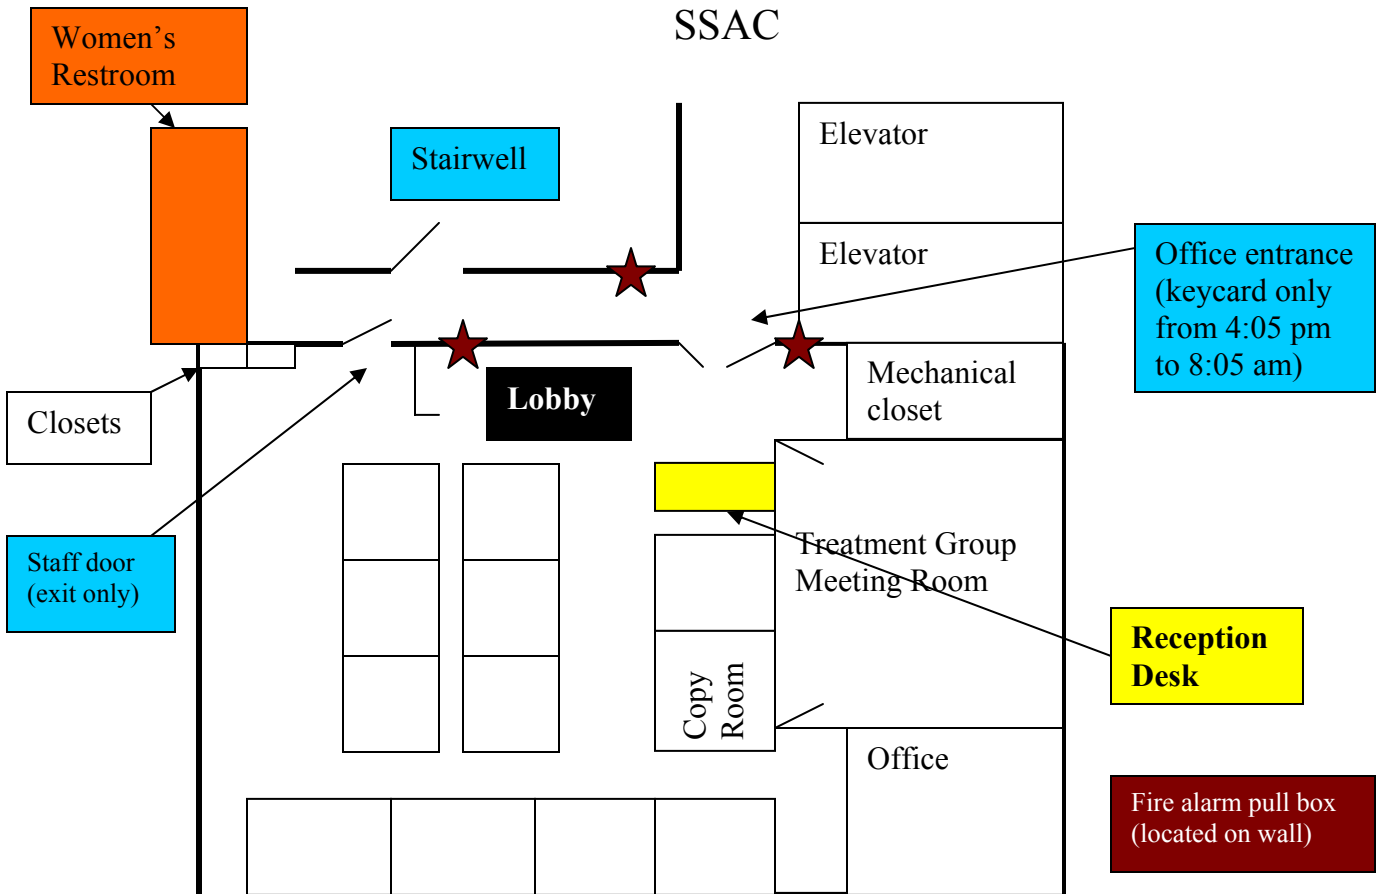 SSAC
Women’s
Restroom
Stairwell
Elevator
Elevator
Office entrance
(keycard only
from 4:05 pm
to 8:05 am)
Closets
Lobby
Mechanical
closet
Staff door
(exit only)
Treatment Group
Meeting Room
Reception
Desk
Copy
Room
Office
Fire alarm pull box
(located on wall)